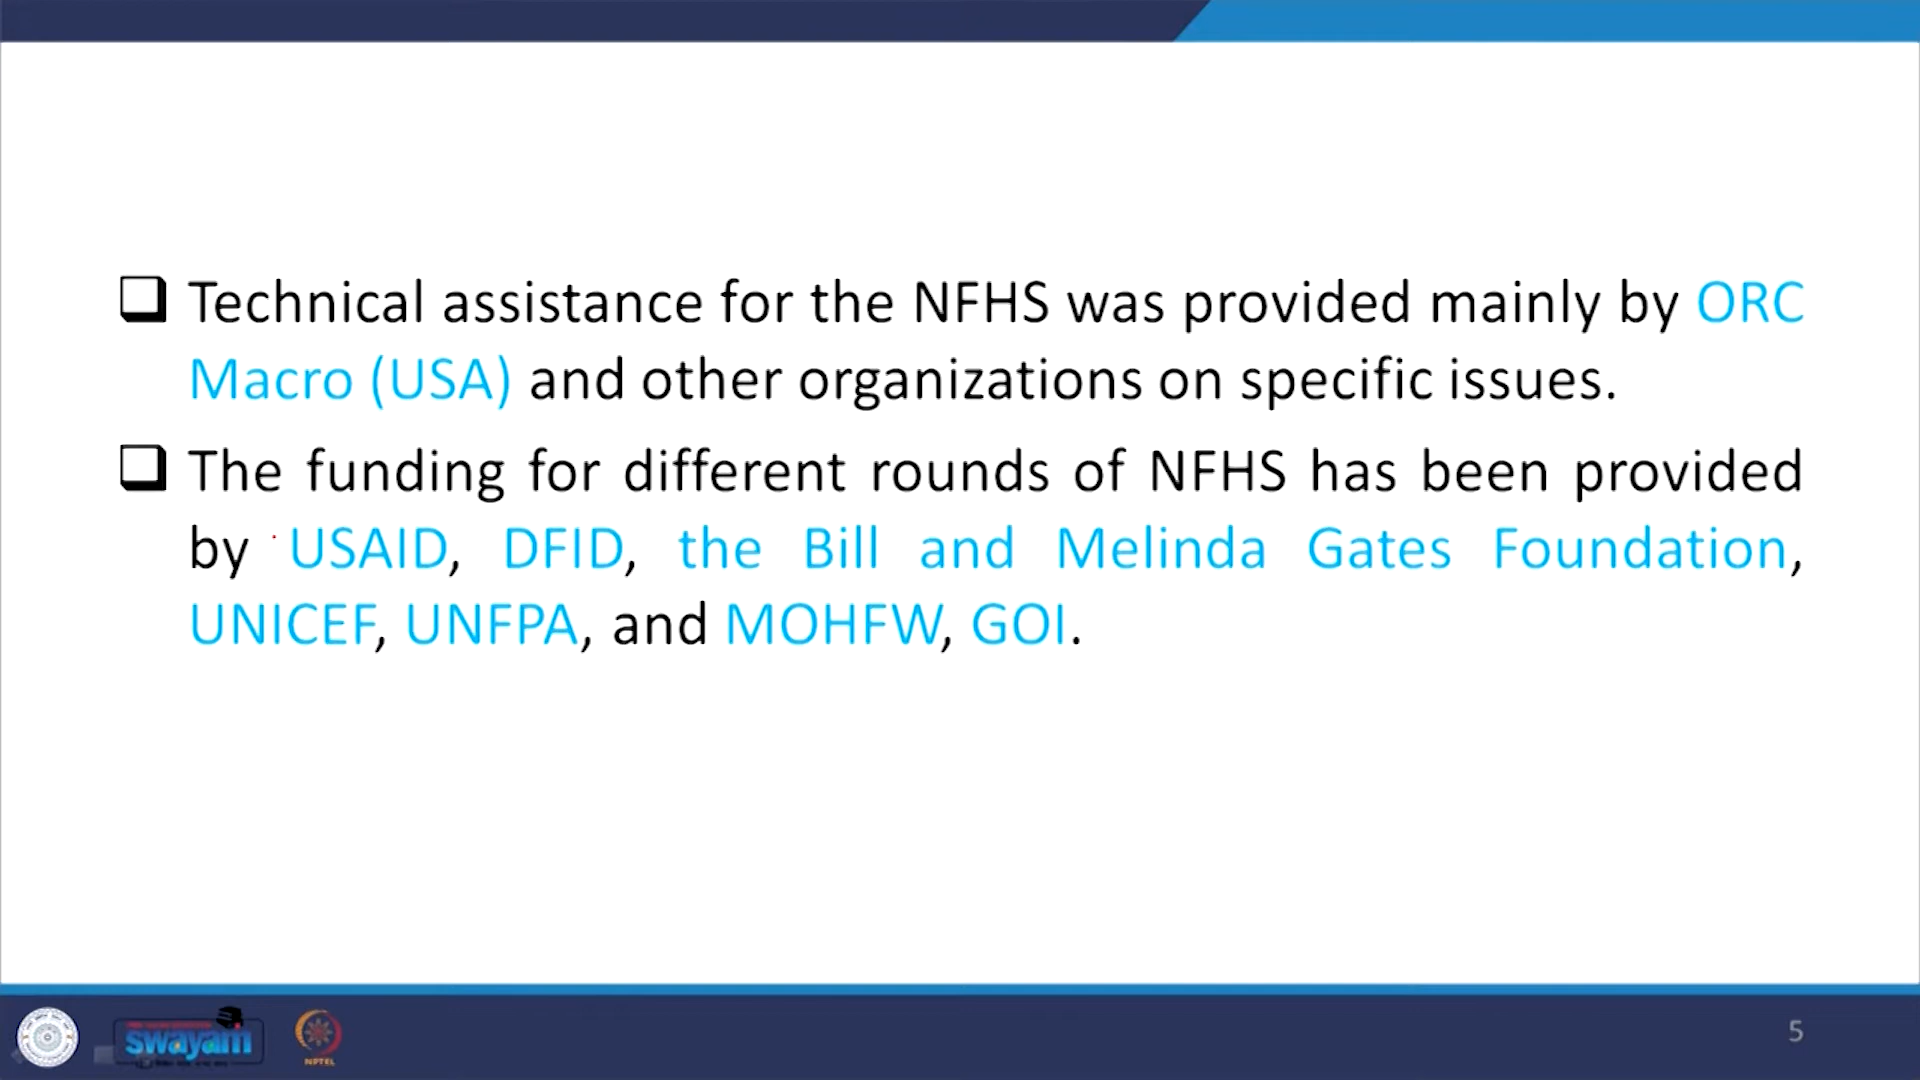 Technical assistance for the NFHS was provided mainly by ORC
Macro (USA) and other organizations on specific issues.
The funding for different rounds of NFHS has been provided
by USAID, DFID, the Bill and Melinda Gates Foundation,
UNICEF, UNFPA, and MOHFW, GOI.
swayam
NPTEL
5